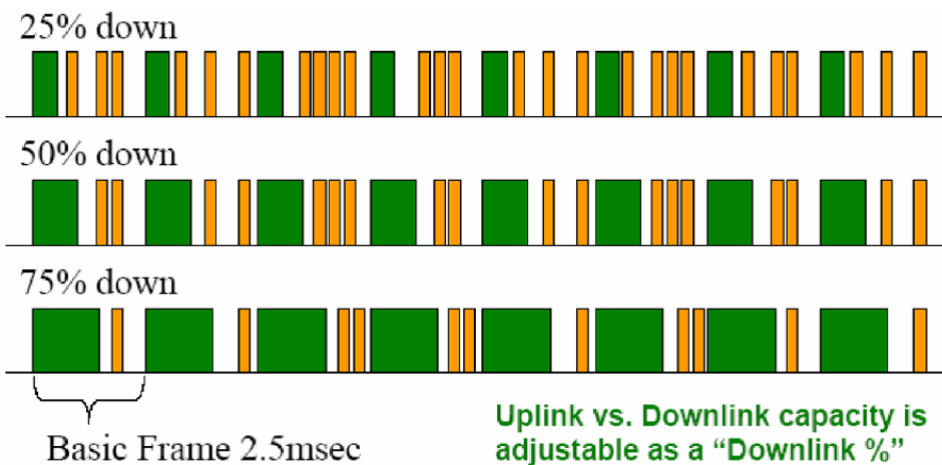 25% down
50% down
75% down
Basic Frame 2.5msec
Uplink vs. Downlink capacity is
adjustable as a “Downlink %”